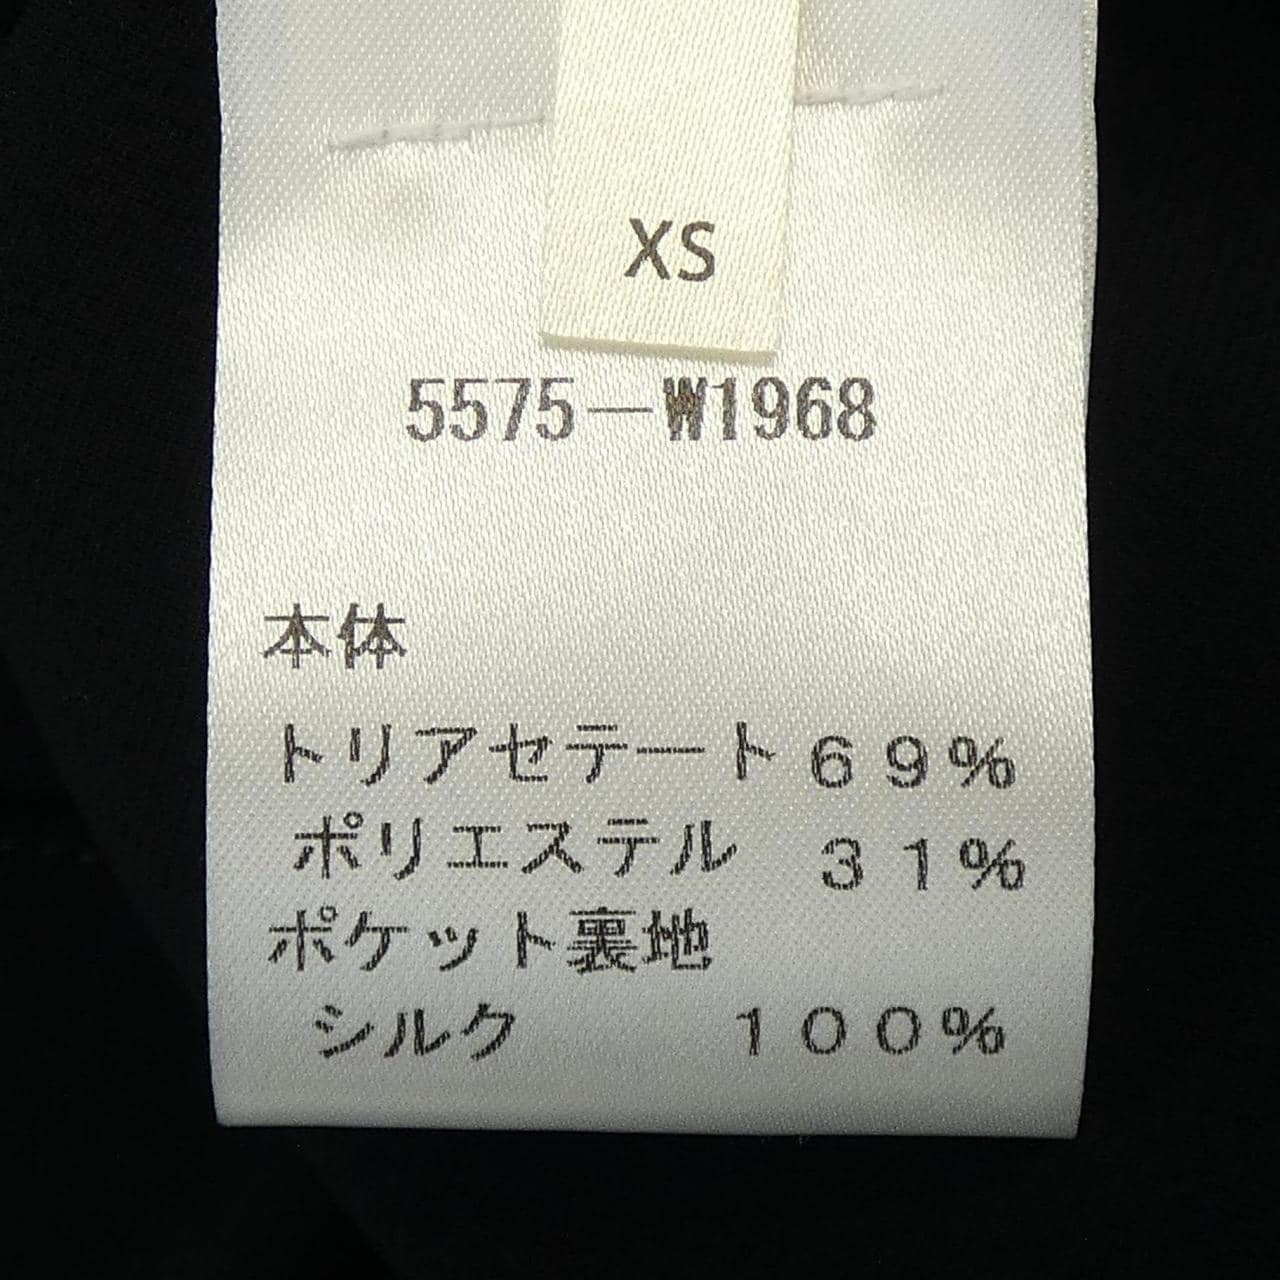 XS
5575-W1968
本体
トリアセテート69%
ポリエステル 31%
ポケット裏地
シルク 100%